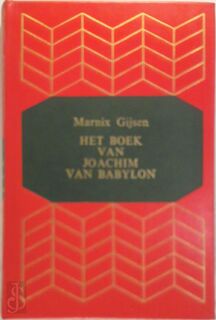 Marnix Gijsen
HET BOEK
VAN
JOACHIM
VAN BABYLON